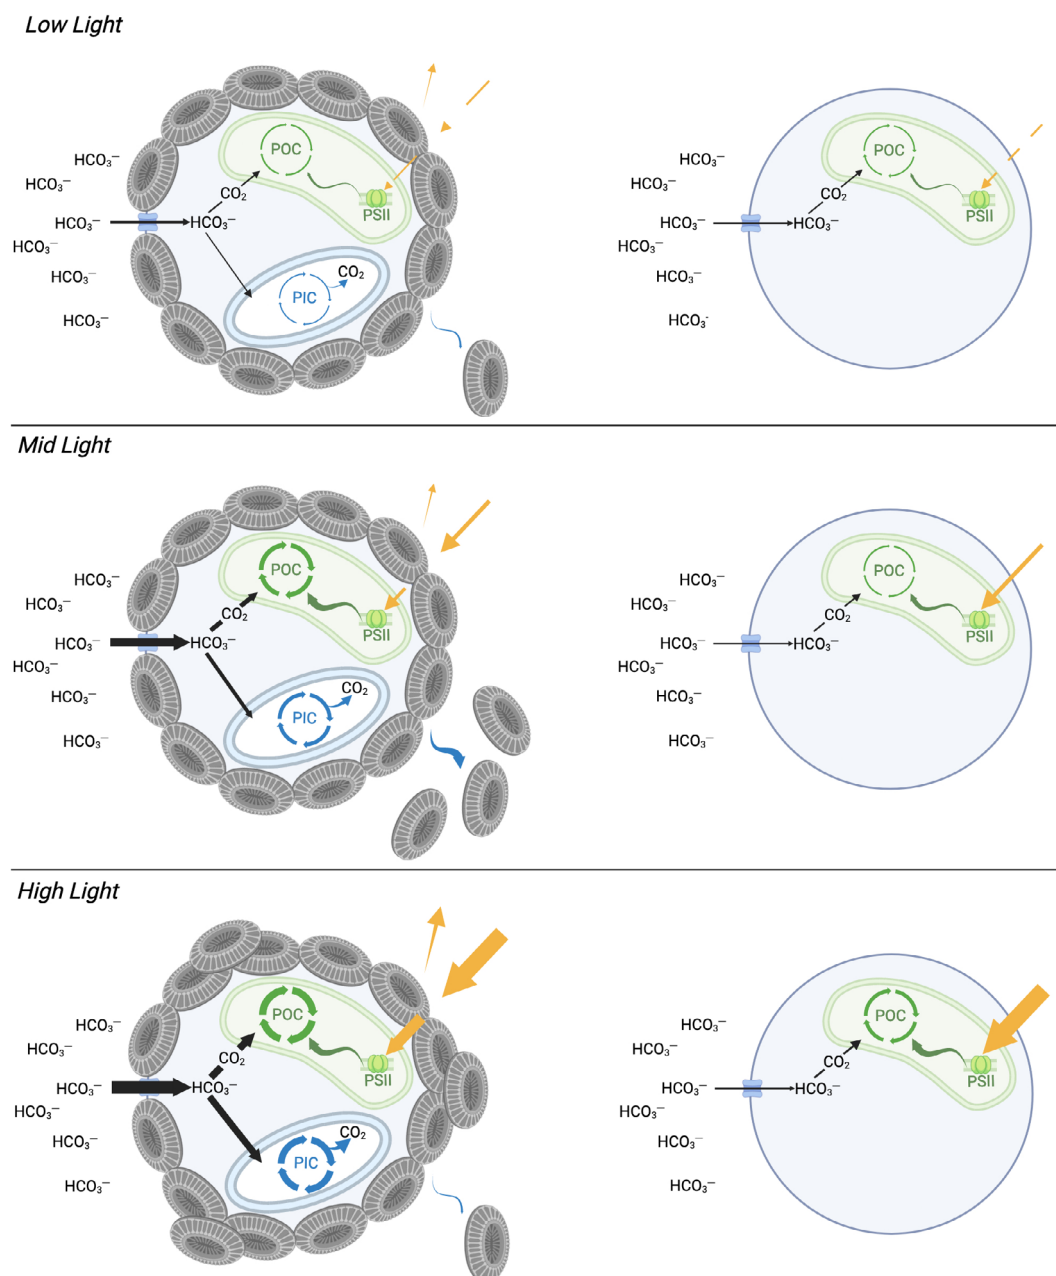 Low Light
POC
POC
HCO₃⁻
HCO₃⁻
HCO₃⁻
HCO₃⁻
CO₂
CO₂
PSII
PSII
HCO₃⁻
HCO₃⁻
HCO₃⁻
HCO₃⁻
HCO₃⁻
HCO₃⁻
HCO₃⁻
HCO₃⁻
CO₂
PIC
HCO₃⁻
HCO₃-
Mid Light
POC
POC
HCO₃⁻
HCO₃⁻
HCO₃⁻
HCO₃⁻
CO₂
CO₂
PSII
PSII
HCO₃⁻
HCO₃⁻
HCO₃⁻
HCO₃⁻
HCO₃⁻
HCO₃⁻
CO₂
HCO₃⁻
HCO₃⁻
PIC
HCO₃⁻
HCO₃⁻
High Light
POC
POC
HCO₃⁻
HCO₃⁻
HCO₃⁻
HCO₃⁻
CO₂
CO₂
PSII
PSII
HCO₃⁻
HCO₃⁻
HCO₃⁻
HCO₃⁻
HCO₃⁻
HCO₃⁻
CO₂
HCO₃⁻
HCO₃⁻
PIC
HCO₃⁻
HCO₃⁻